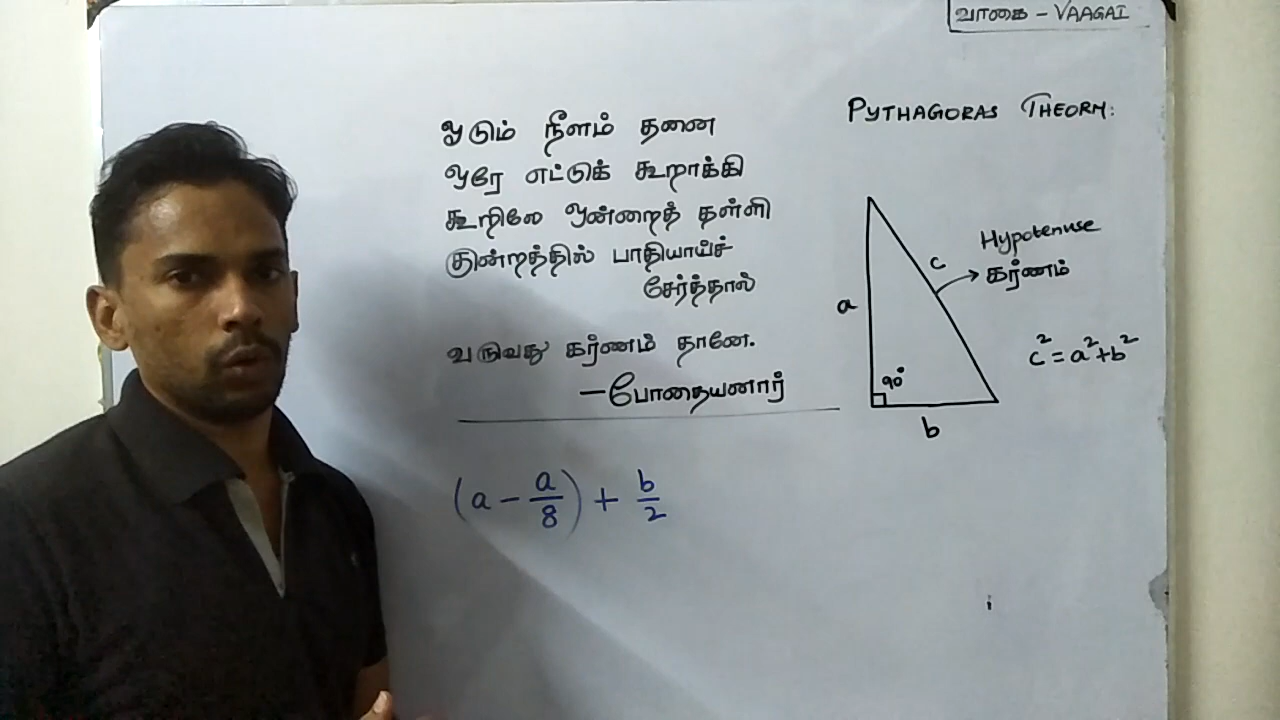 வாகை - VAAGAI
ஓடும் நீளம் தனை
ஒரே எட்டுக் கூறாக்கி
கூறிலே ஒன்றைத் தள்ளி
குன்றத்தில் பாதியாய்ச்
சேர்த்தால்
வருவது கர்ணம் தானே.
—போதையனார்
(a - a/8) + b/2
PYTHAGORAS THEORM:
Hypotenuse
கர்ணம்
c
a
90°
b
c² = a² + b²